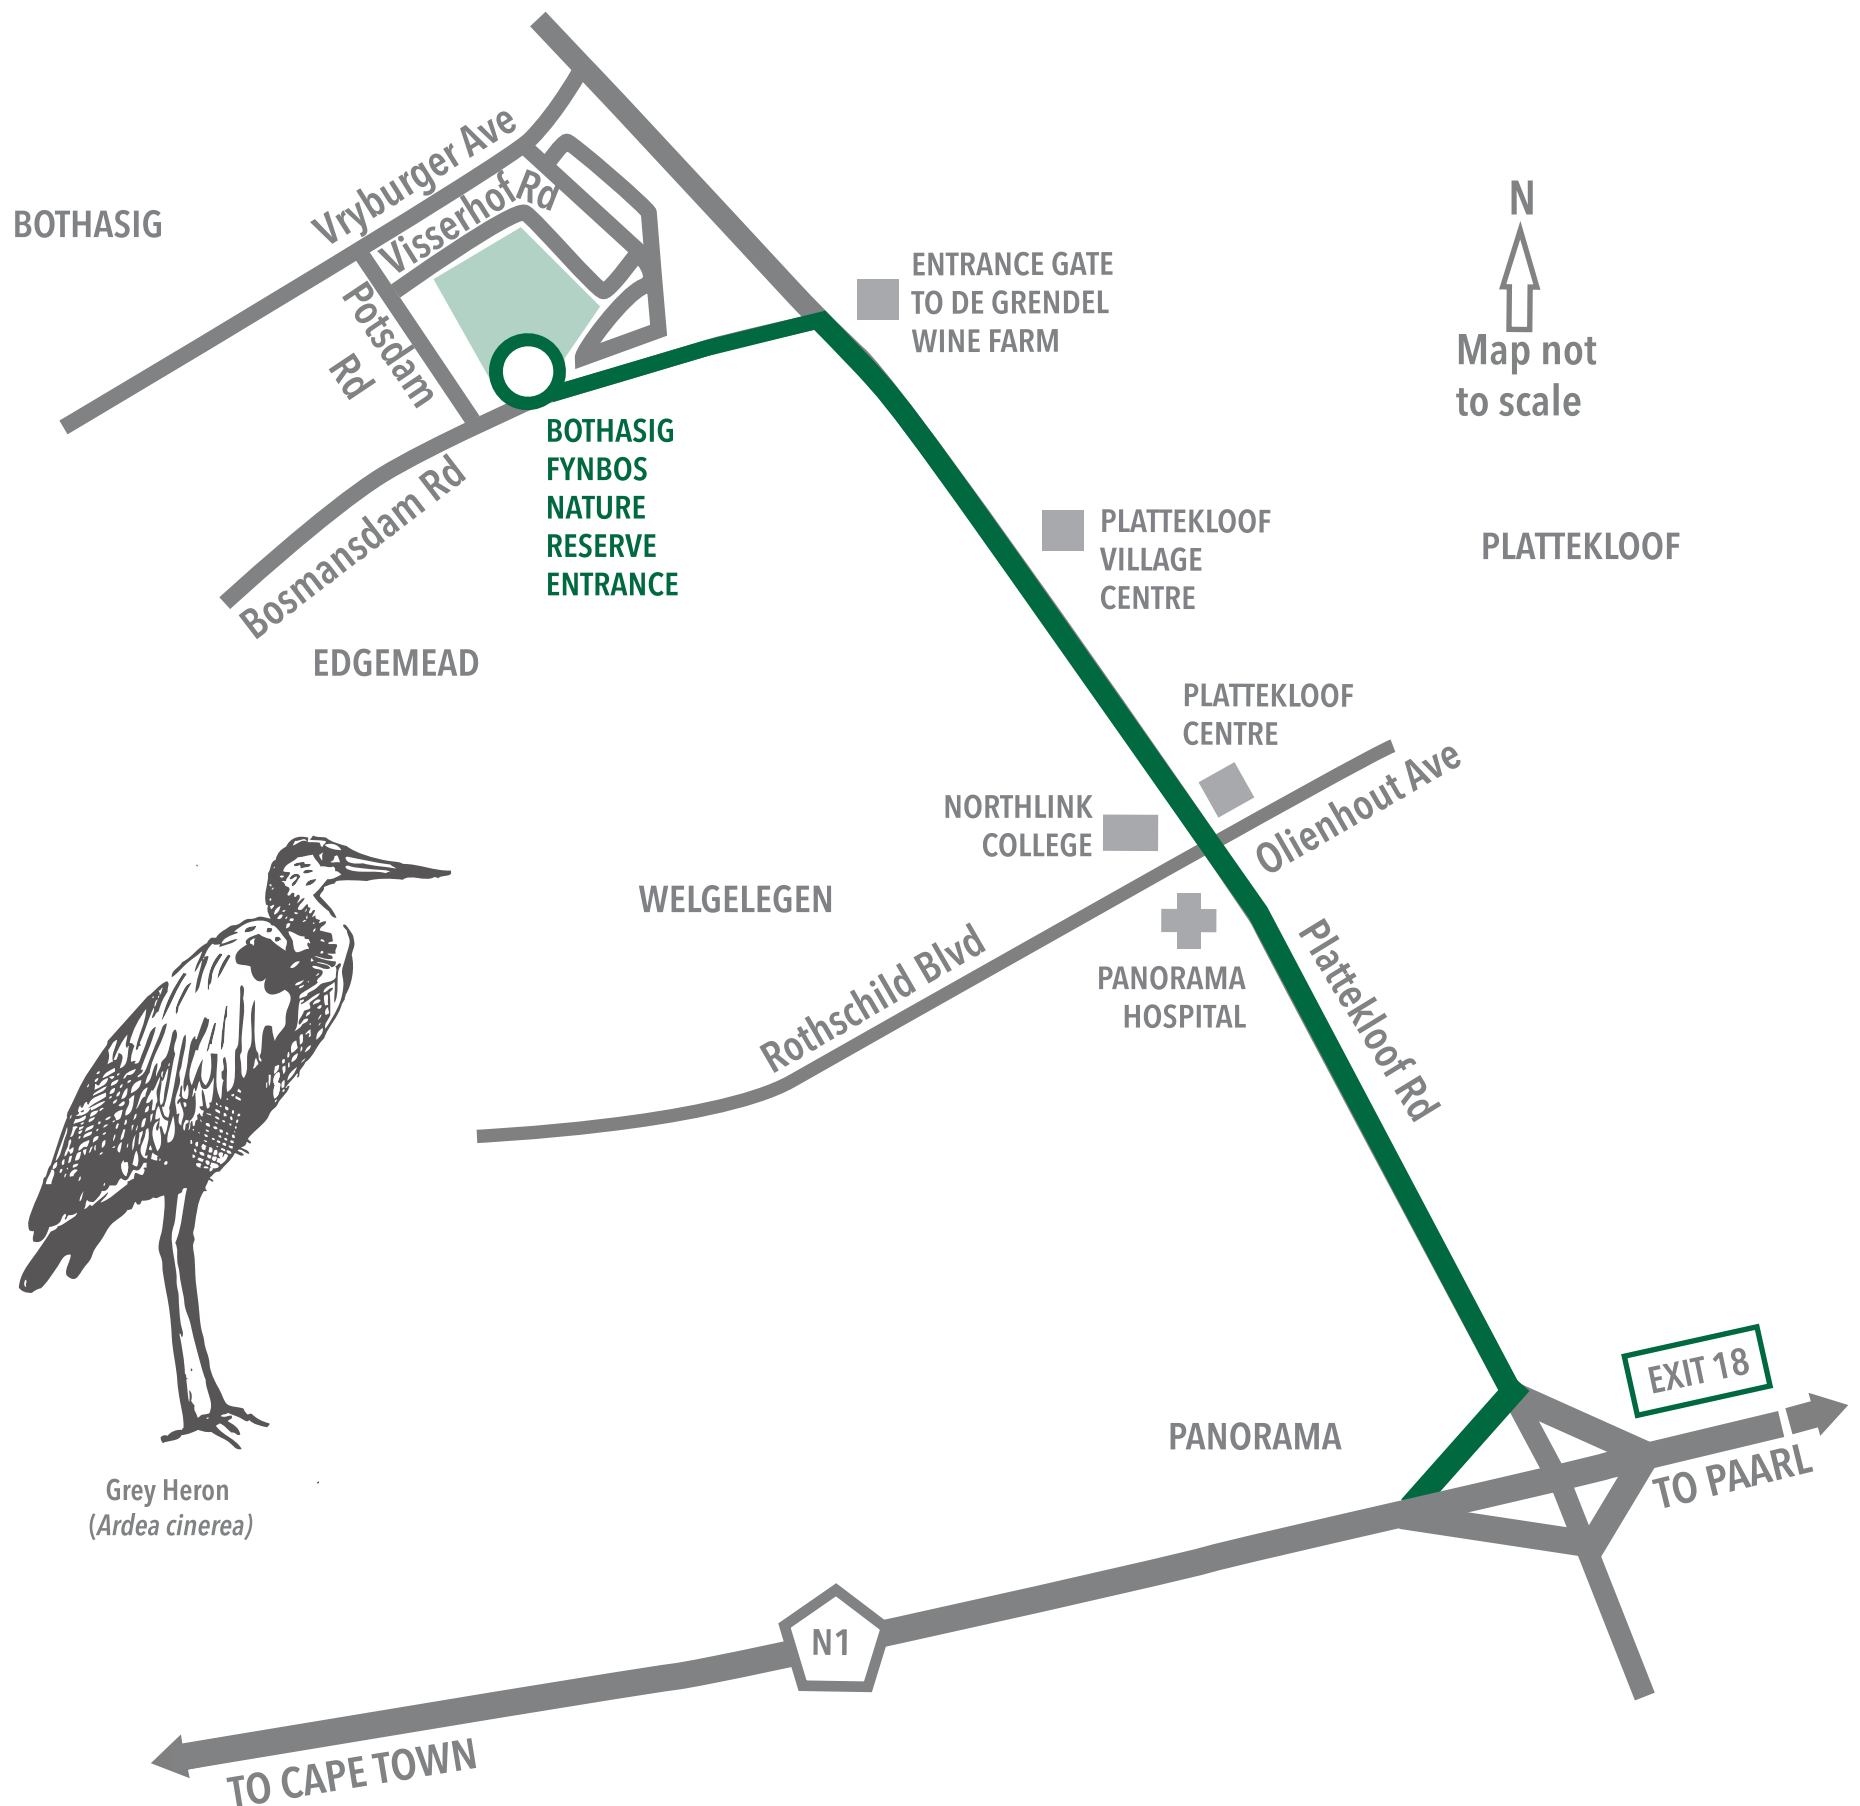 Vryburger Ave
Visserhof Rd
BOTHASIG
N
ENTRANCE GATE
TO DE GRENDEL
WINE FARM
Potsdam
Rd
Map not
to scale
BOTHASIG
FYNBOS
NATURE
RESERVE
ENTRANCE
Bosmansdam Rd
PLATTEKLOOF
VILLAGE
CENTRE
PLATTEKLOOF
EDGEMEAD
PLATTEKLOOF
CENTRE
NORTHLINK
COLLEGE
Olienhout Ave
WELGELEGEN
Rothschild Blvd
PANORAMA
HOSPITAL
Plattekloof Rd
EXIT 18
PANORAMA
TO PAARL
Grey Heron
(Ardea cinerea)
N1
TO CAPE TOWN